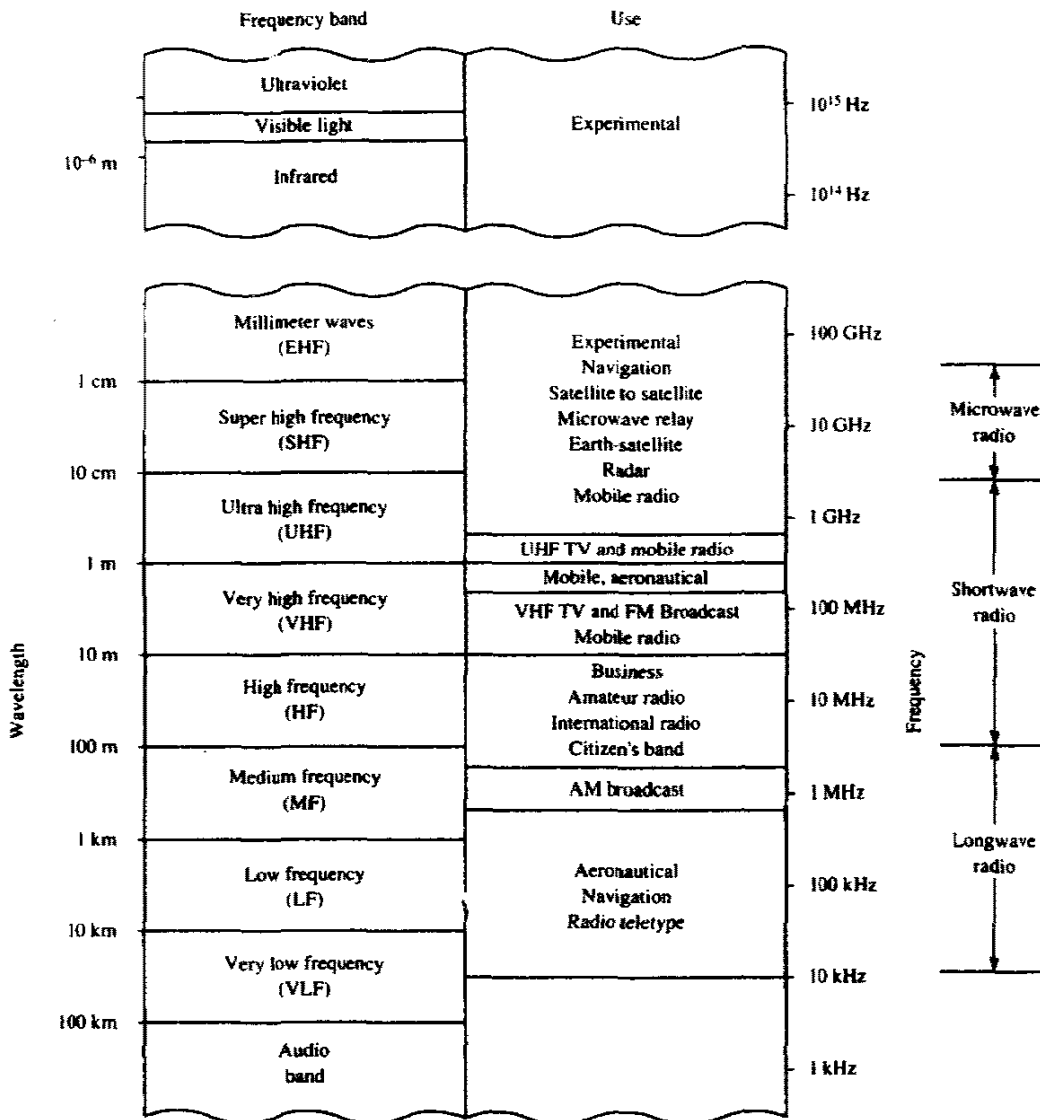 Frequency band
Use
Ultraviolet
10¹⁵ Hz
Visible light
Experimental
10⁻⁶ m
Infrared
10¹⁴ Hz
Millimeter waves
(EHF)
100 GHz
Experimental
Navigation
1 cm
Satellite to satellite
Super high frequency
(SHF)
Microwave relay
10 GHz
Microwave
radio
Earth-satellite
10 cm
Radar
Mobile radio
Ultra high frequency
(UHF)
1 GHz
UHF TV and mobile radio
1 m
Mobile, aeronautical
Very high frequency
(VHF)
VHF TV and FM Broadcast
Mobile radio
100 MHz
Shortwave
radio
10 m
Business
High frequency
(HF)
Amateur radio
10 MHz
International radio
Citizen's band
Wavelength
Frequency
100 m
Medium frequency
(MF)
AM broadcast
1 MHz
1 km
Longwave
radio
Low frequency
(LF)
Aeronautical
Navigation
Radio teletype
100 kHz
10 km
Very low frequency
(VLF)
10 kHz
100 km
Audio
band
1 kHz